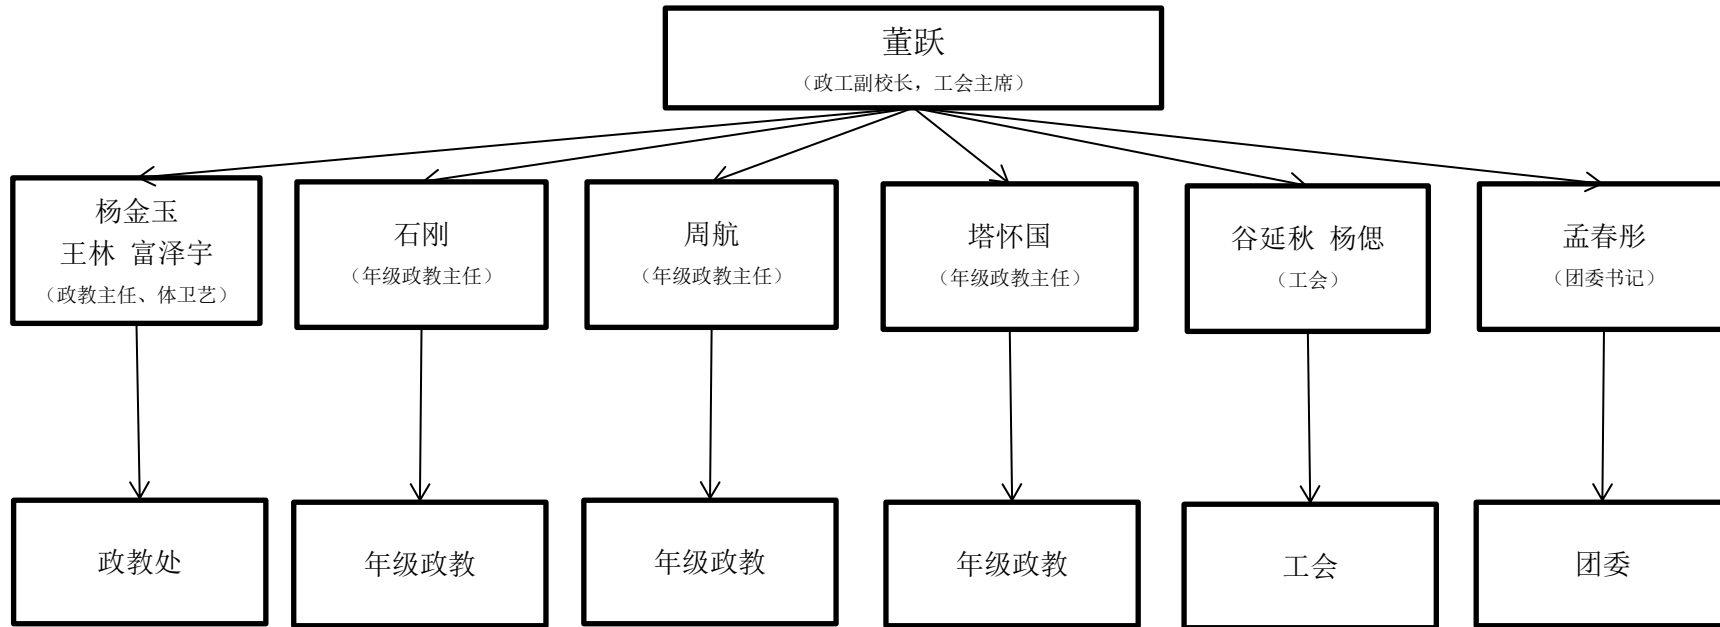 董跃
（政工副校长，工会主席）
杨金玉
王林 富泽宇
（政教主任、体卫艺）
石刚
（年级政教主任）
周航
（年级政教主任）
塔怀国
（年级政教主任）
谷延秋 杨偲
（工会）
孟春彤
（团委书记）
政教处
年级政教
年级政教
年级政教
工会
团委